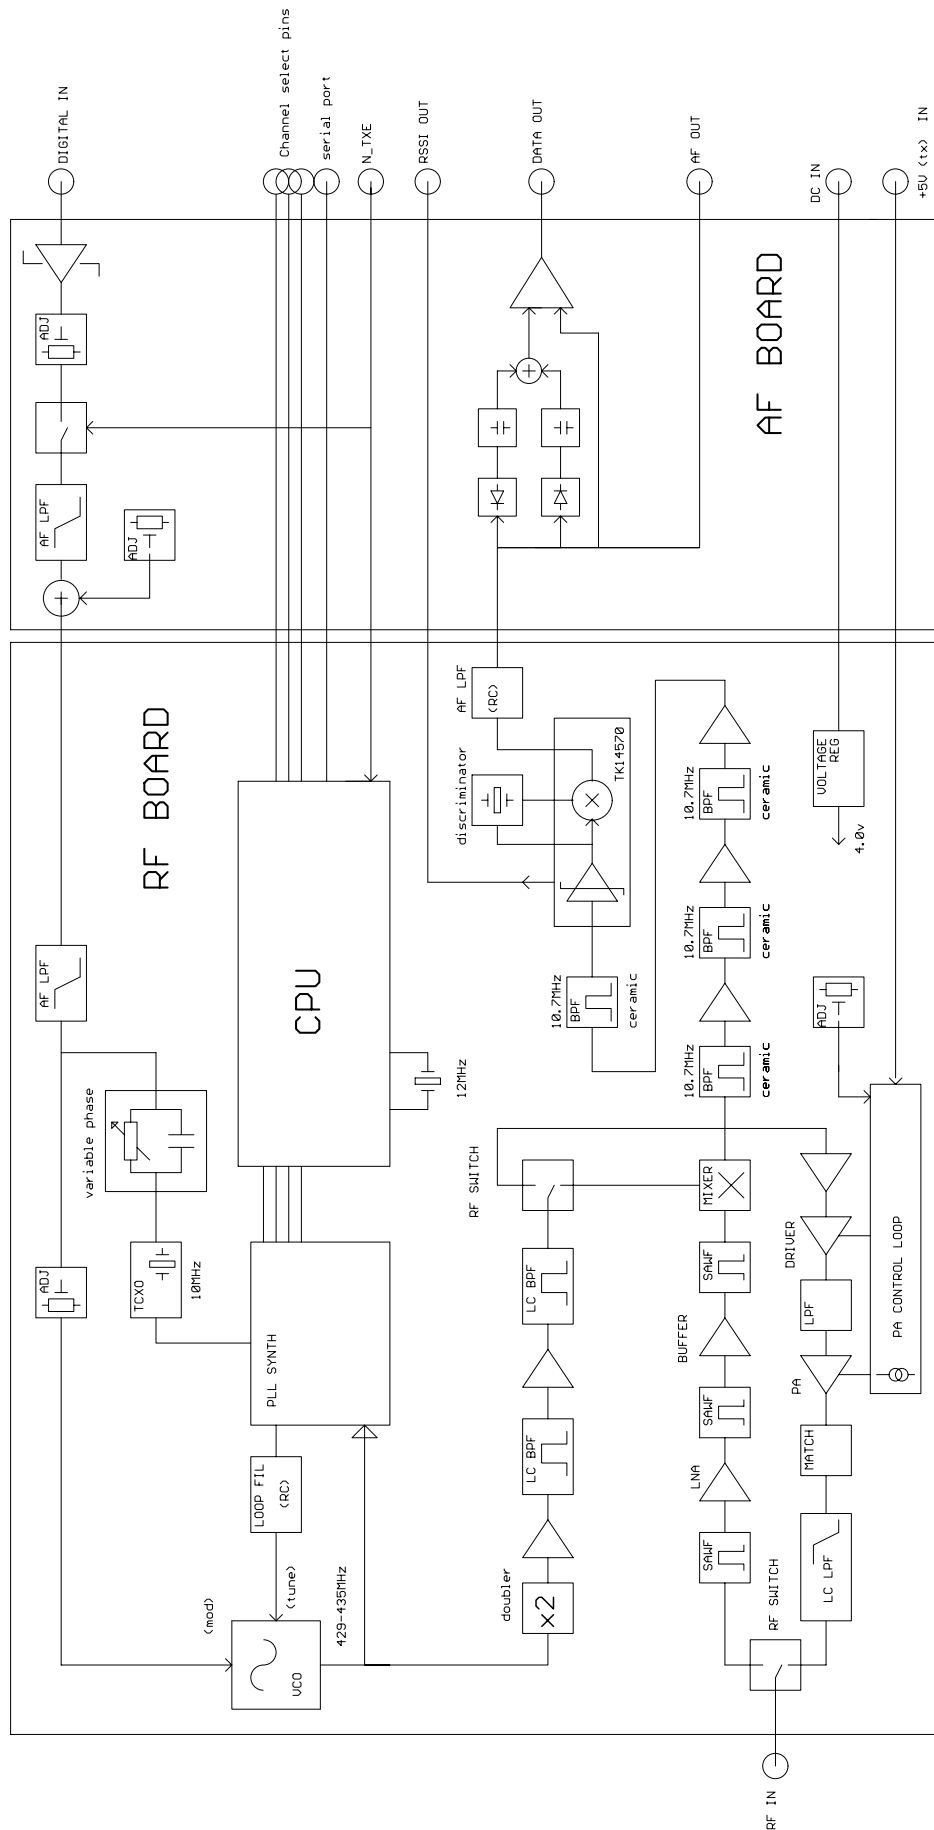 ADJ
AF LPF
AF LPF
ADJ
DIGITAL IN
variable phase
ADJ
TCXO
10MHz
RF BOARD
(mod)
PLL SYNTH
LOOP FIL
(RC)
(tune)
VCO
CPU
Channel select pins
serial port
429-435MHz
N_TXE
12MHz
RSSI OUT
discriminator
AF LPF
(RC)
RF SWITCH
doubler
x2
LC BPF
LC BPF
10.7MHz
BPF
ceramic
TK14570
DATA OUT
LNA
BUFFER
SAWF
SAWF
SAWF
MIXER
10.7MHz
BPF
ceramic
10.7MHz
BPF
ceramic
10.7MHz
BPF
ceramic
AF OUT
AF BOARD
RF IN
RF SWITCH
LC LPF
MATCH
PA
LPF
DRIVER
ADJ
VOLTAGE
REG
4.0v
DC IN
PA CONTROL LOOP
+5V (tx) IN